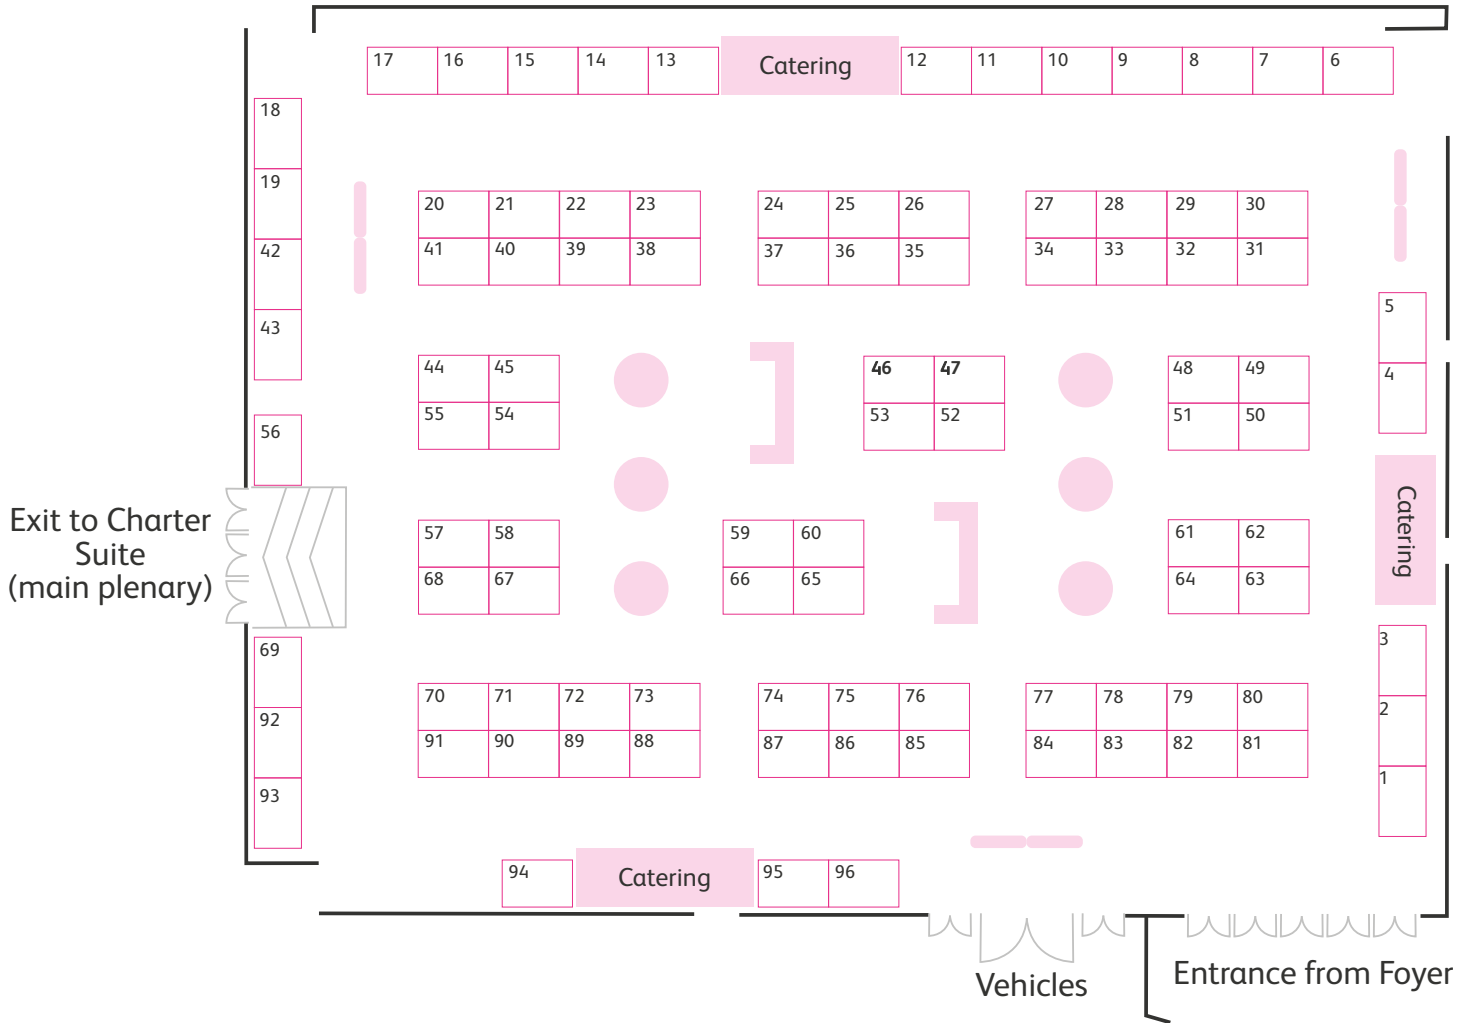 17 16 15 14 13 Catering 12 11 10 9 8 7 6
18
19
20 21 22 23 24 25 26 27 28 29 30
42 41 40 39 38 37 36 35 34 33 32 31
43
5
44 45 46 47 48 49
4
55 54 53 52 51 50
56
Catering
Exit to Charter
Suite
(main plenary)
57 58 59 60 61 62
68 67 66 65 64 63
69
3
70 71 72 73 74 75 76 77 78 79 80
92
2
91 90 89 88 87 86 85 84 83 82 81
93
1
94 Catering 95 96
Vehicles
Entrance from Foyer